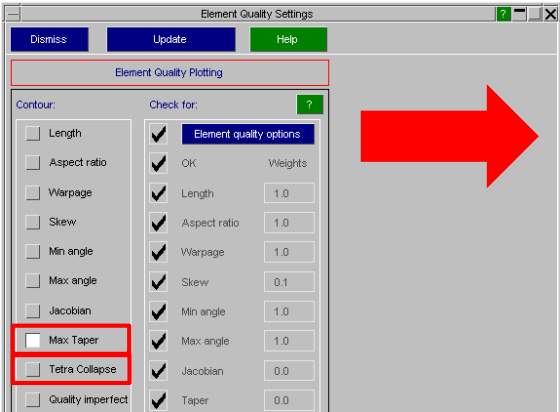 Element Quality Settings ?
Dismiss Update Help
Element Quality Plotting
Contour: Check for: ?
Length Element quality options
Aspect ratio OK Weights
Warpage Length 1.0
Skew Aspect ratio 1.0
Min angle Warpage 1.0
Max angle Skew 0.1
Jacobian Min angle 1.0
Max Taper Max angle 1.0
Tetra Collapse Jacobian 0.0
Quality imperfect Taper 0.0